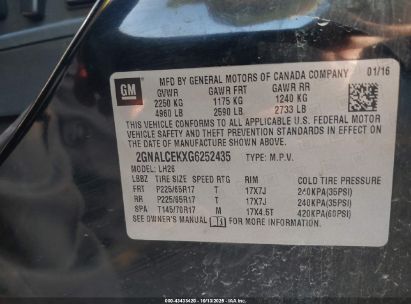 GM
MFD BY GENERAL MOTORS OF CANADA COMPANY 01/16
GVWR GAWR FRT GAWR RR
2250 KG 1175 KG 1240 KG
4960 LB 2590 LB 2733 LB
THIS VEHICLE CONFORMS TO ALL APPLICABLE U.S. FEDERAL MOTOR
VEHICLE SAFETY AND THEFT PREVENTION STANDARDS IN EFFECT ON
THE DATE OF MANUFACTURE SHOWN ABOVE.
2GNALCEKXG6252435 TYPE: M.P.V.
MODEL: LH26
LBBZ TIRE SIZE SPEED RTG RIM COLD TIRE PRESSURE
FRT P225/65R17 T 17X7J 240KPA(35PSI)
RR P225/65R17 T 17X7J 240KPA(35PSI)
SPA T145/70R17 M 17X4.5T 420KPA(60PSI)
SEE OWNER'S MANUAL FOR MORE INFORMATION.